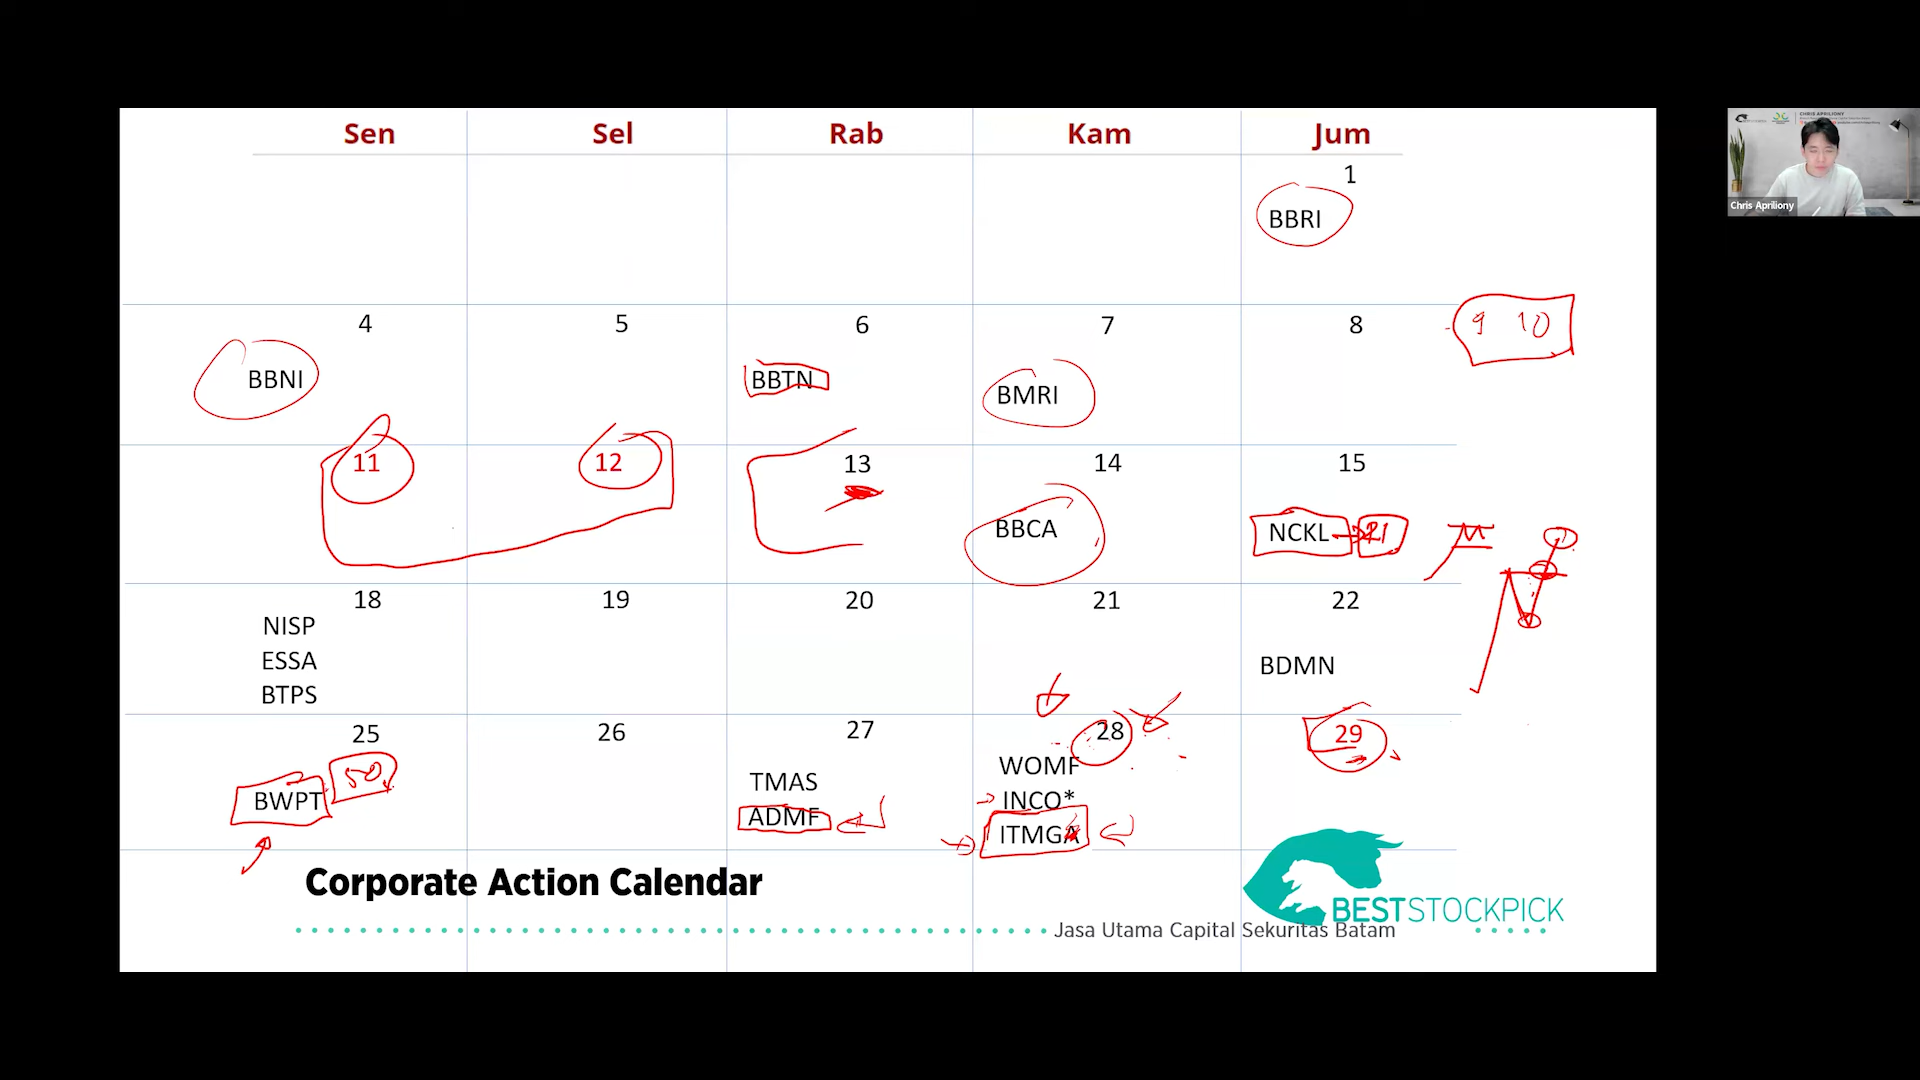 Sen Sel Rab Kam Jum
1
BBRI
4 5 6 7 8 9 10
BBNI BBTN BMRI
11 12 13 14 15
BBCA NCKL 21
18 19 20 21 22
NISP
ESSA BDMN
BTPS
25 26 27 28 29
BWPT 50
TMAS WOMF
ADMF INCO*
ITMGA
Corporate Action Calendar
BESTSTOCKPICK
Jasa Utama Capital Sekuritas Batam
CHRIS APRILIONY
Chris Apriliony